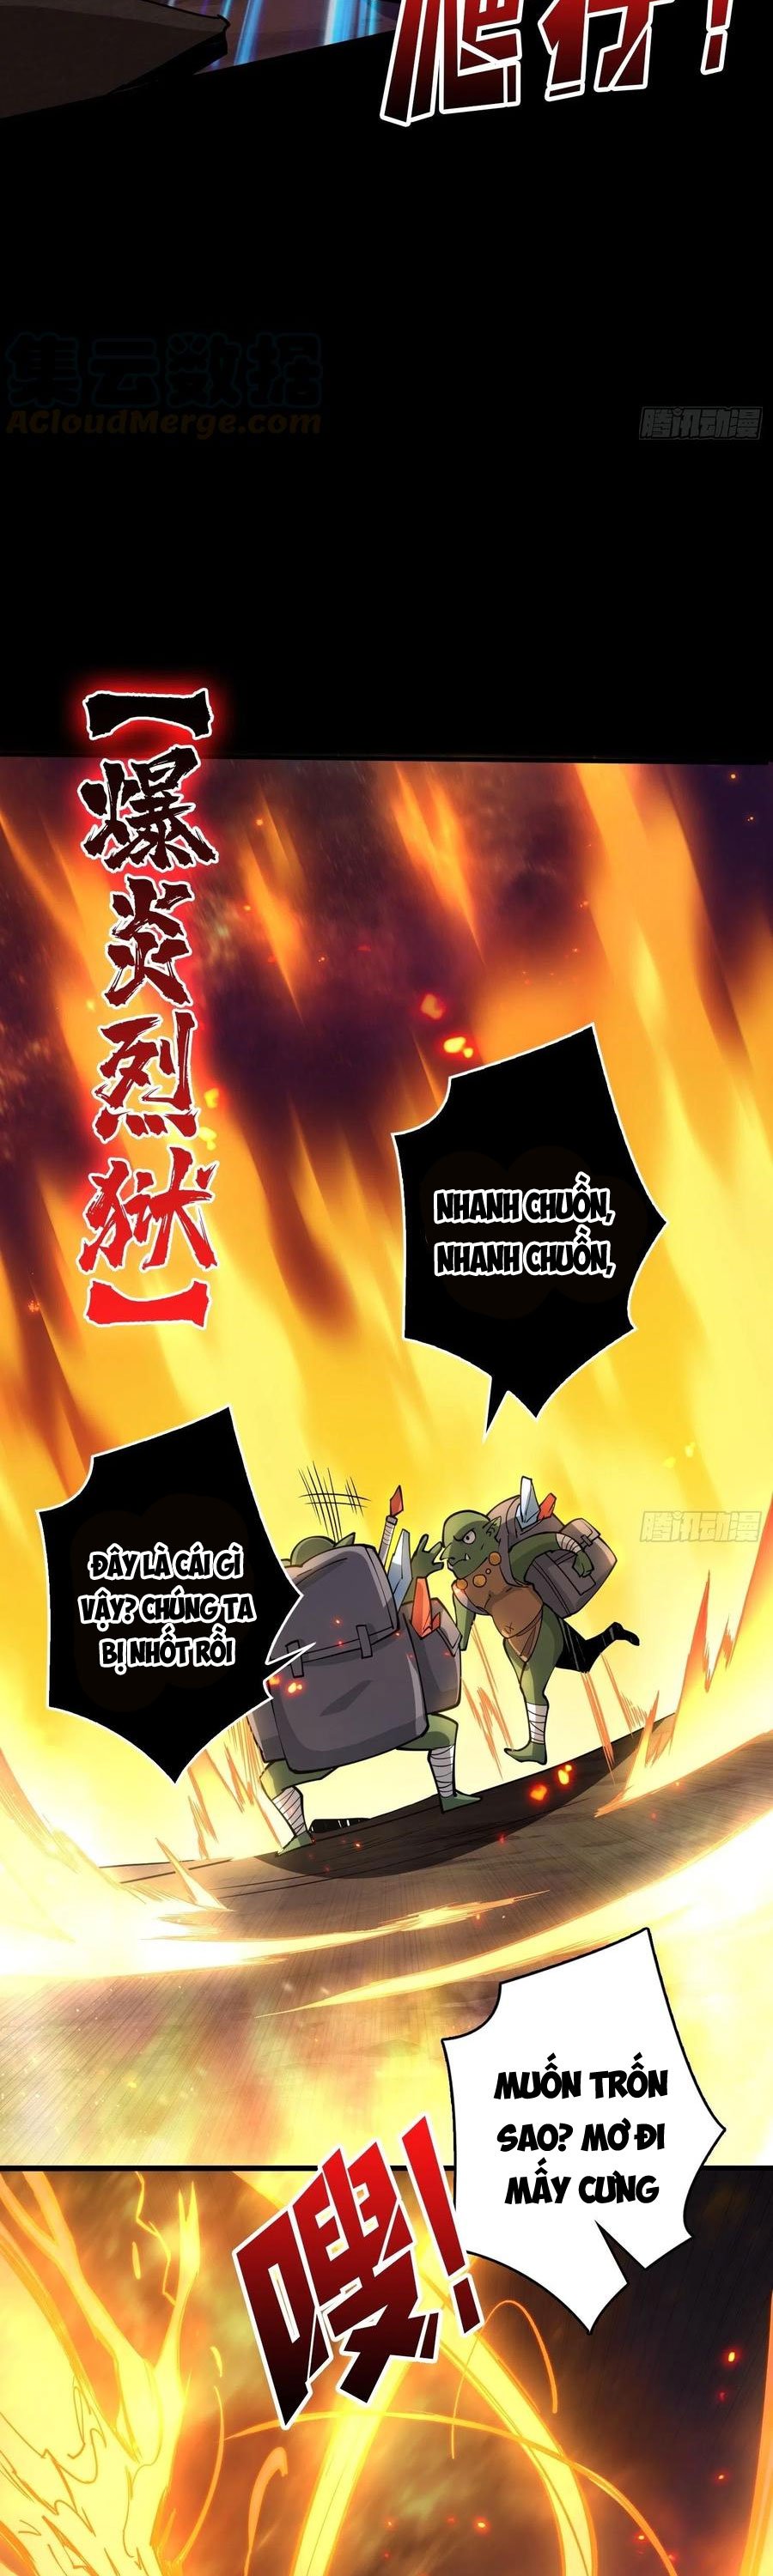 集云数据
ACloudMerge.com
腾讯动漫
【爆炎烈狱】
NHANH CHUỒN,
NHANH CHUỒN,
腾讯动漫
ĐÂY LÀ CÁI GÌ
VẬY? CHÚNG TA
BỊ NHỐT RỒI
MUỐN TRỐN
SAO? MƠ ĐI
MẤY CƯNG
嗖!